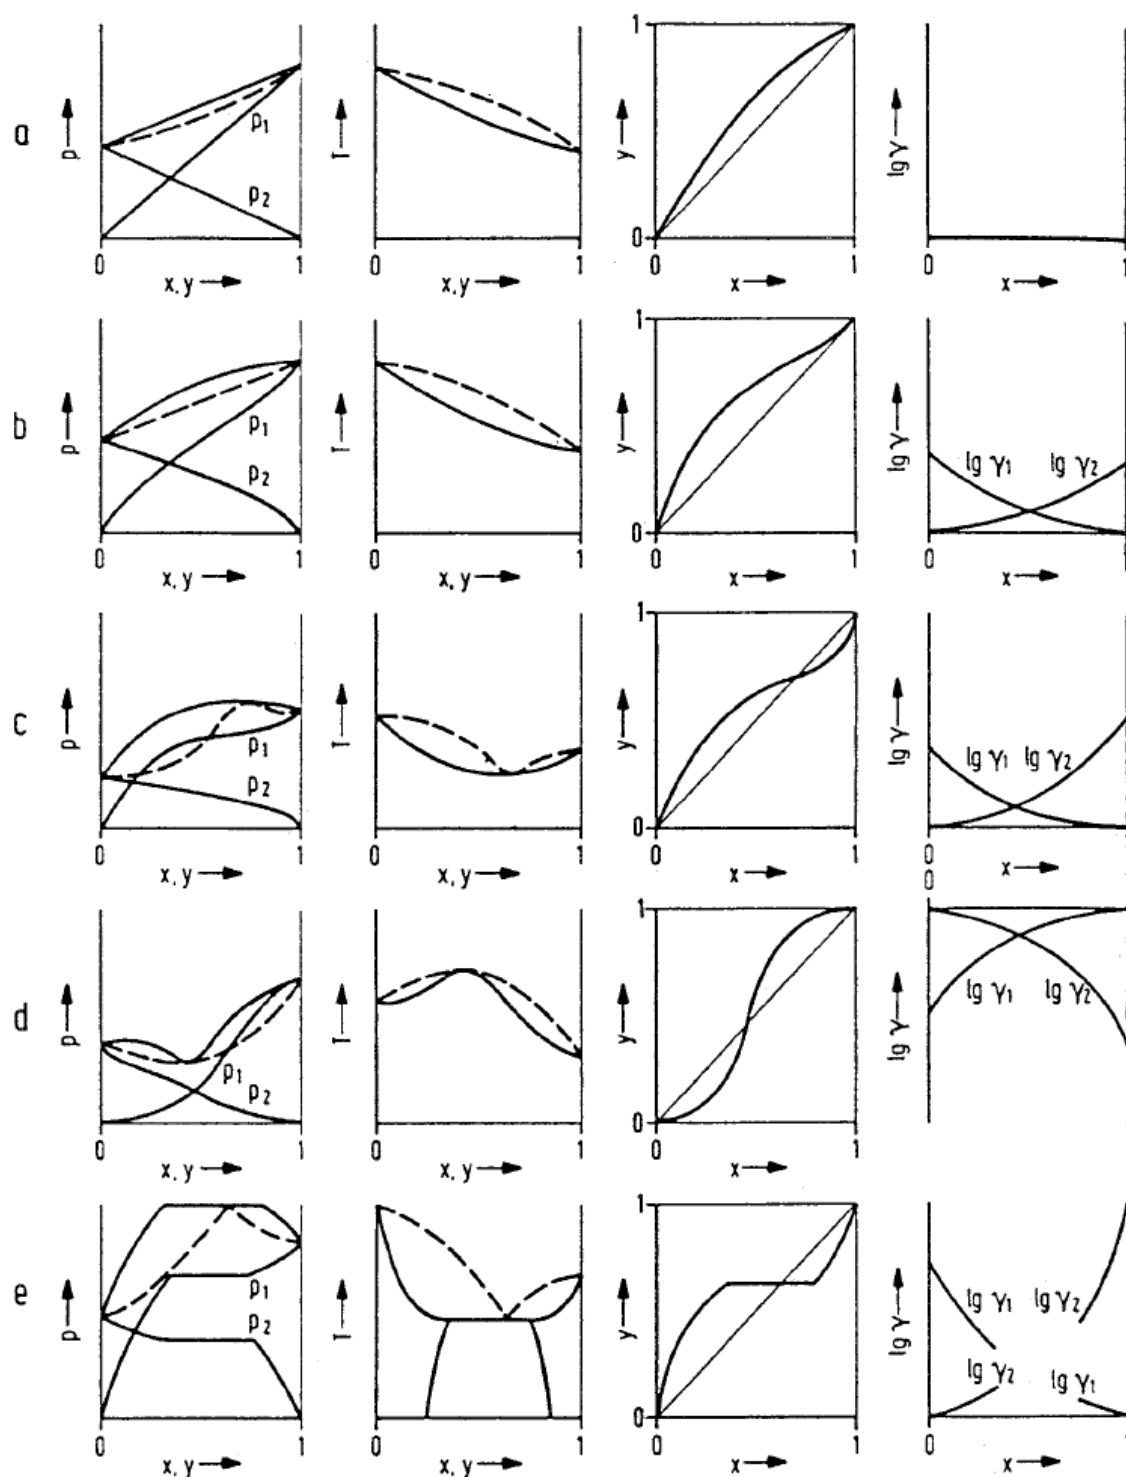 1
a p→ p₁ T→ y→ lg γ→
p₂
0
0 1 0 1 0 1 0 1
x, y → x, y → x → x →
1
b p→ p₁ T→ y→ lg γ→
p₂ lg γ₁ lg γ₂
0
0 1 0 1 0 1 0 1
x, y → x, y → x → x →
1
c p→ p₁ T→ y→ lg γ→
p₂ lg γ₁ lg γ₂
0
0 1 0 1 0 1 0 1
x, y → x, y → x → x →
1 0
d p→ p₁ T→ y→ lg γ→ lg γ₁ lg γ₂
p₂
0
0 1 0 1 0 1
x, y → x, y → x →
1
e p→ p₁ T→ y→ lg γ→ lg γ₁ lg γ₂
p₂ lg γ₂ lg γ₁
0
0 1 0 1 0 1 0 1
x, y → x, y → x → x →